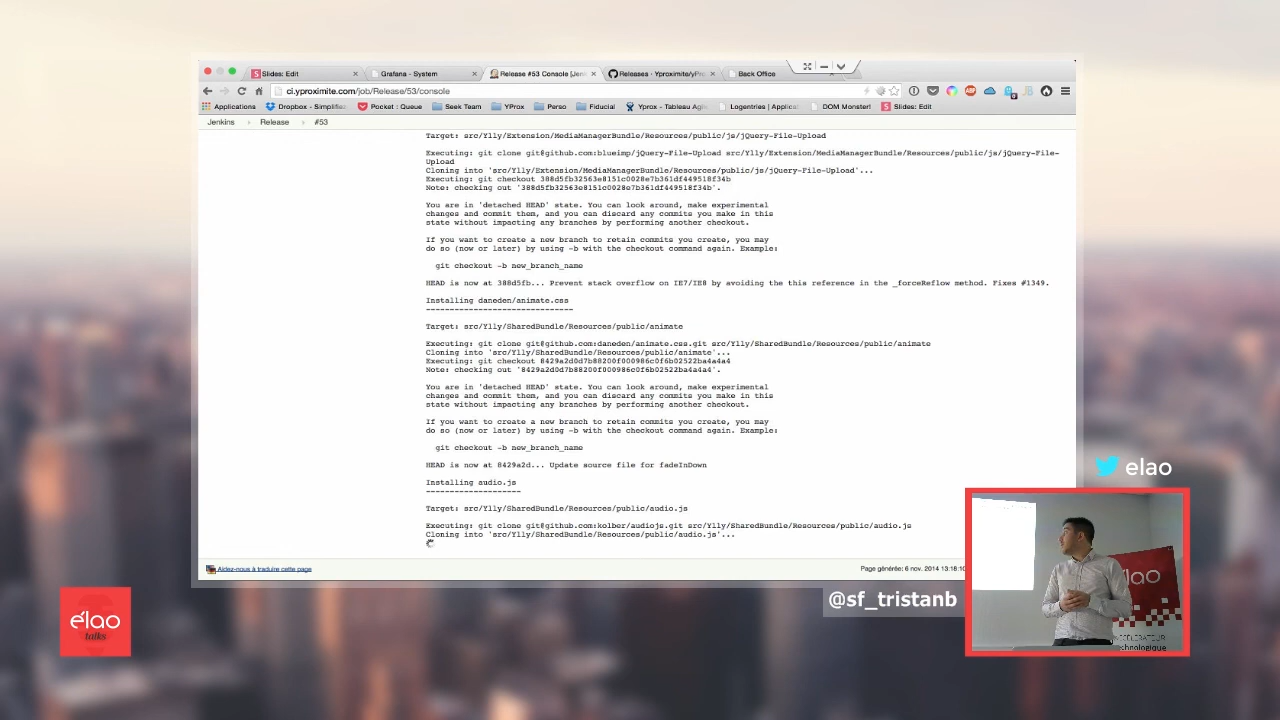 Slides: Edit
Grafana - System
Release #53 Console [Jenk
Releases · Yproximite/yPro
Back Office
ci.yproximite.com/job/Release/53/console
Applications
Dropbox - Simplifie
Pocket : Queue
Seek Team
YProx
Perso
Fiducial
Yprox - Tableau Agil
Logentries | Applicat
DOM Monster!
Slides: Edit
Jenkins
Release
#53
Target: src/Ylly/Extension/MediaManagerBundle/Resources/public/js/jQuery-File-Upload
Executing: git clone git@github.com:blueimp/jQuery-File-Upload src/Ylly/Extension/MediaManagerBundle/Resources/public/js/jQuery-File-
Upload
Cloning into 'src/Ylly/Extension/MediaManagerBundle/Resources/public/js/jQuery-File-Upload'...
Executing: git checkout 388d5fb32563e8151c0028e7b361df449518f34b
Note: checking out '388d5fb32563e8151c0028e7b361df449518f34b'.
You are in 'detached HEAD' state. You can look around, make experimental
changes and commit them, and you can discard any commits you make in this
state without impacting any branches by performing another checkout.
If you want to create a new branch to retain commits you create, you may
do so (now or later) by using -b with the checkout command again. Example:
git checkout -b new_branch_name
HEAD is now at 388d5fb... Prevent stack overflow on IE7/IE8 by avoiding the this reference in the _forceReflow method. Fixes #1349.
Installing daneden/animate.css
------------------------------
Target: src/Ylly/SharedBundle/Resources/public/animate
Executing: git clone git@github.com:daneden/animate.css.git src/Ylly/SharedBundle/Resources/public/animate
Cloning into 'src/Ylly/SharedBundle/Resources/public/animate'...
Executing: git checkout 8429a2d0d7b88200f000986c0f6b02522ba4a4a4
Note: checking out '8429a2d0d7b88200f000986c0f6b02522ba4a4a4'.
You are in 'detached HEAD' state. You can look around, make experimental
changes and commit them, and you can discard any commits you make in this
state without impacting any branches by performing another checkout.
If you want to create a new branch to retain commits you create, you may
do so (now or later) by using -b with the checkout command again. Example:
git checkout -b new_branch_name
HEAD is now at 8429a2d... Update source file for fadeInDown
Installing audio.js
-------------------
Target: src/Ylly/SharedBundle/Resources/public/audio.js
Executing: git clone git@github.com:kolber/audiojs.git src/Ylly/SharedBundle/Resources/public/audio.js
Cloning into 'src/Ylly/SharedBundle/Resources/public/audio.js'...
Aidez-nous à traduire cette page
Page générée: 6 nov. 2014 13:18:10
elao
@sf_tristanb
élao
talks
élao
ACCÉLÉRATEUR
chnologique